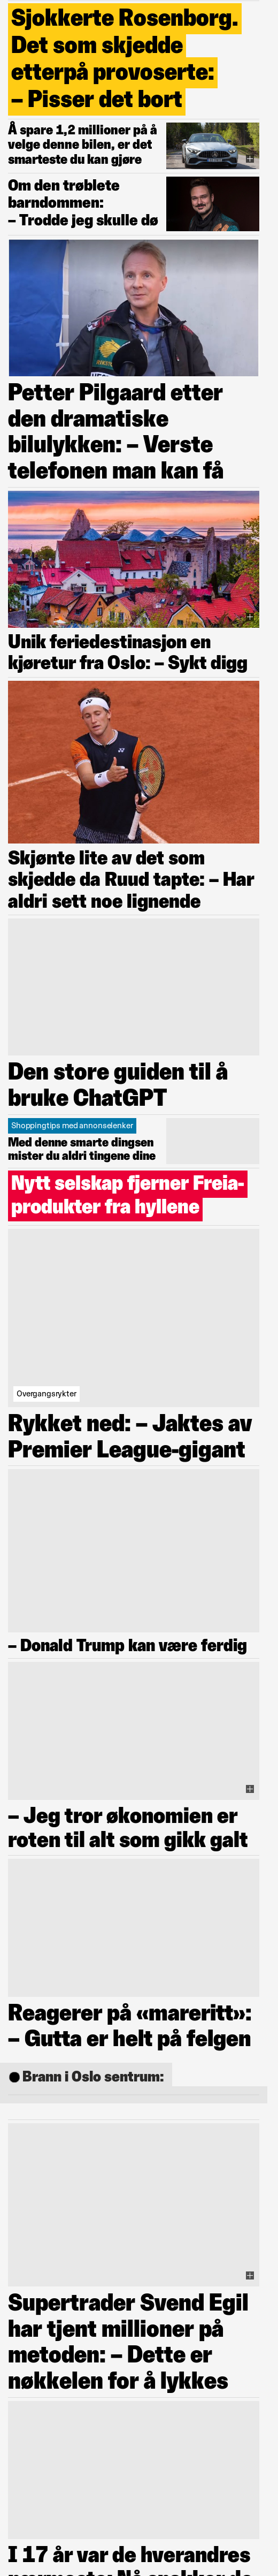 Sjokkerte Rosenborg.
Det som skjedde
etterpå provoserte:
– Pisser det bort
Å spare 1,2 millioner på å
velge denne bilen, er det
smarteste du kan gjøre
Om den trøblete
barndommen:
– Trodde jeg skulle dø
Petter Pilgaard etter
den dramatiske
bilulykken: – Verste
telefonen man kan få
Unik feriedestinasjon en
kjøretur fra Oslo: – Sykt digg
Skjønte lite av det som
skjedde da Ruud tapte: – Har
aldri sett noe lignende
Den store guiden til å
bruke ChatGPT
Shoppingtips med annonselenker
Med denne smarte dingsen
mister du aldri tingene dine
Nytt selskap fjerner Freia-
produkter fra hyllene
Overgangsrykter
Rykket ned: – Jaktes av
Premier League-gigant
– Donald Trump kan være ferdig
– Jeg tror økonomien er
roten til alt som gikk galt
Reagerer på «mareritt»:
– Gutta er helt på felgen
Brann i Oslo sentrum:
Supertrader Svend Egil
har tjent millioner på
metoden: – Dette er
nøkkelen for å lykkes
I 17 år var de hverandres